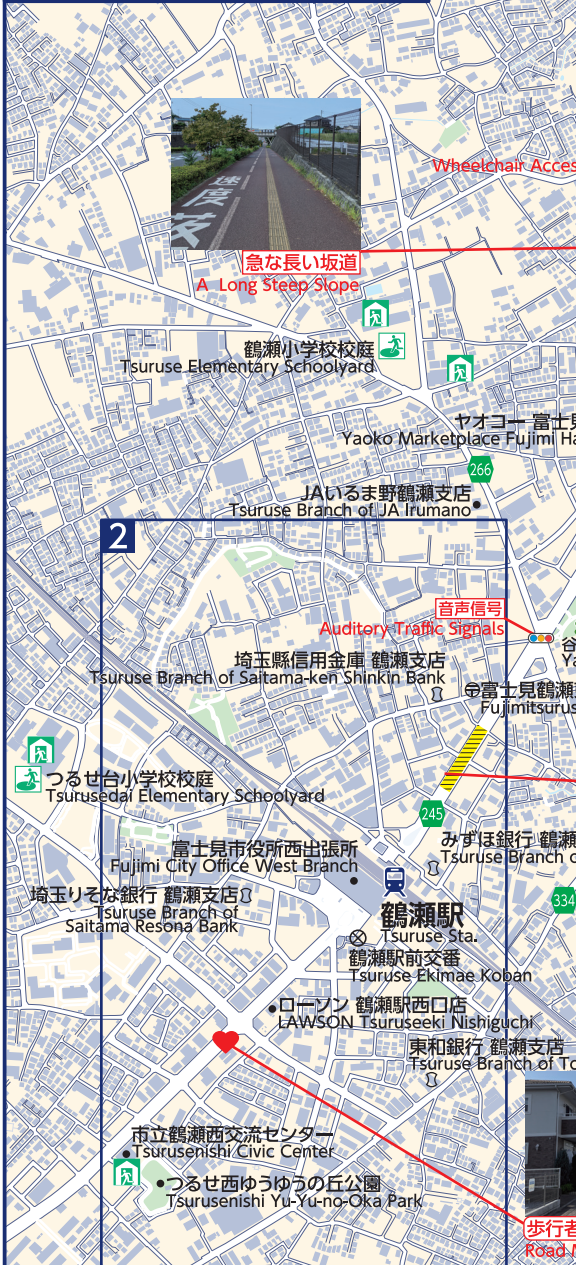 Wheelchair Acces
急な長い坂道
A Long Steep Slope
鶴瀬小学校校庭
Tsuruse Elementary Schoolyard
ヤオコー 富士見
Yaoko Marketplace Fujimi Ha
266
JAいるま野鶴瀬支店
Tsuruse Branch of JA Irumano
2
音声信号
Auditory Traffic Signals
谷
Ya
埼玉縣信用金庫 鶴瀬支店
Tsuruse Branch of Saitama-ken Shinkin Bank
富士見鶴瀬
Fujimitsurus
つるせ台小学校校庭
Tsurusedai Elementary Schoolyard
245
みずほ銀行 鶴瀬
Tsuruse Branch o
富士見市役所西出張所
Fujimi City Office West Branch
埼玉りそな銀行 鶴瀬支店
Tsuruse Branch of
Saitama Resona Bank
334
鶴瀬駅
Tsuruse Sta.
鶴瀬駅前交番
Tsuruse Ekimae Koban
ローソン 鶴瀬駅西口店
LAWSON Tsuruseeki Nishiguchi
東和銀行 鶴瀬支店
Tsuruse Branch of To
市立鶴瀬西交流センター
Tsurusenishi Civic Center
つるせ西ゆうゆうの丘公園
Tsurusenishi Yu-Yu-no-Oka Park
歩行者
Road M